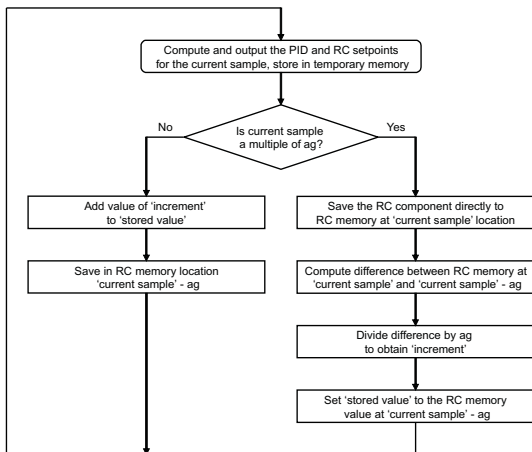 Compute and output the PID and RC setpoints
for the current sample, store in temporary memory
Is current sample
a multiple of ag?
No
Yes
Add value of 'increment'
to 'stored value'
Save in RC memory location
'current sample' - ag
Save the RC component directly to
RC memory at 'current sample' location
Compute difference between RC memory at
'current sample' and 'current sample' - ag
Divide difference by ag
to obtain 'increment'
Set 'stored value' to the RC memory
value at 'current sample' - ag